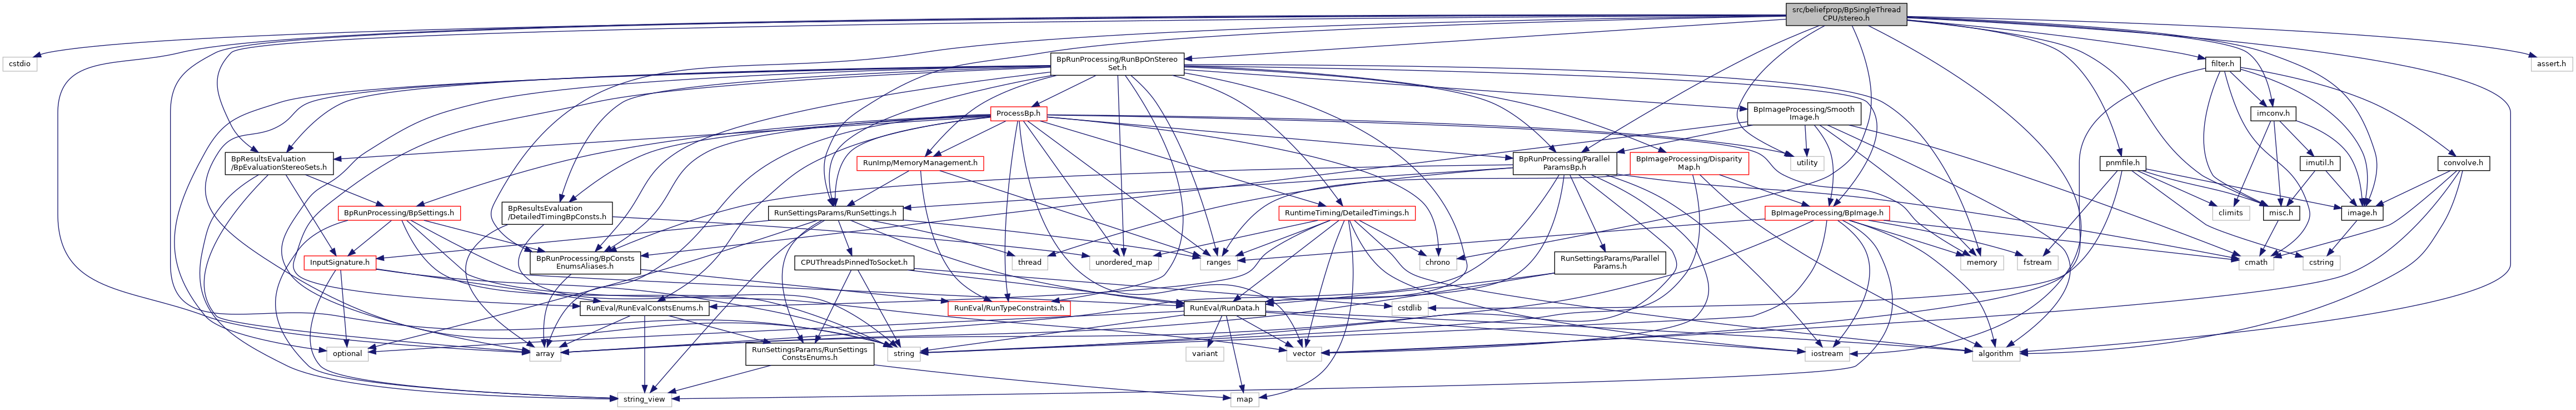 src/beliefprop/BpSingleThread
CPU/stereo.h
cstdio
BpRunProcessing/RunBpOnStereo
Set.h
filter.h
assert.h
ProcessBp.h
BpImageProcessing/Smooth
Image.h
imconv.h
BpResultsEvaluation
/BpEvaluationStereoSets.h
RunImp/MemoryManagement.h
BpRunProcessing/Parallel
ParamsBp.h
BpImageProcessing/Disparity
Map.h
utility
pnmfile.h
imutil.h
convolve.h
BpRunProcessing/BpSettings.h
BpResultsEvaluation
/DetailedTimingBpConsts.h
RunSettingsParams/RunSettings.h
RuntimeTiming/DetailedTimings.h
BpImageProcessing/BpImage.h
climits
misc.h
image.h
InputSignature.h
BpRunProcessing/BpConsts
EnumsAliases.h
CPUThreadsPinnedToSocket.h
thread
unordered_map
ranges
chrono
RunSettingsParams/Parallel
Params.h
memory
fstream
cmath
cstring
RunEval/RunEvalConstsEnums.h
RunEval/RunTypeConstraints.h
RunEval/RunData.h
cstdlib
optional
array
RunSettingsParams/RunSettings
ConstsEnums.h
string
variant
vector
iostream
algorithm
string_view
map